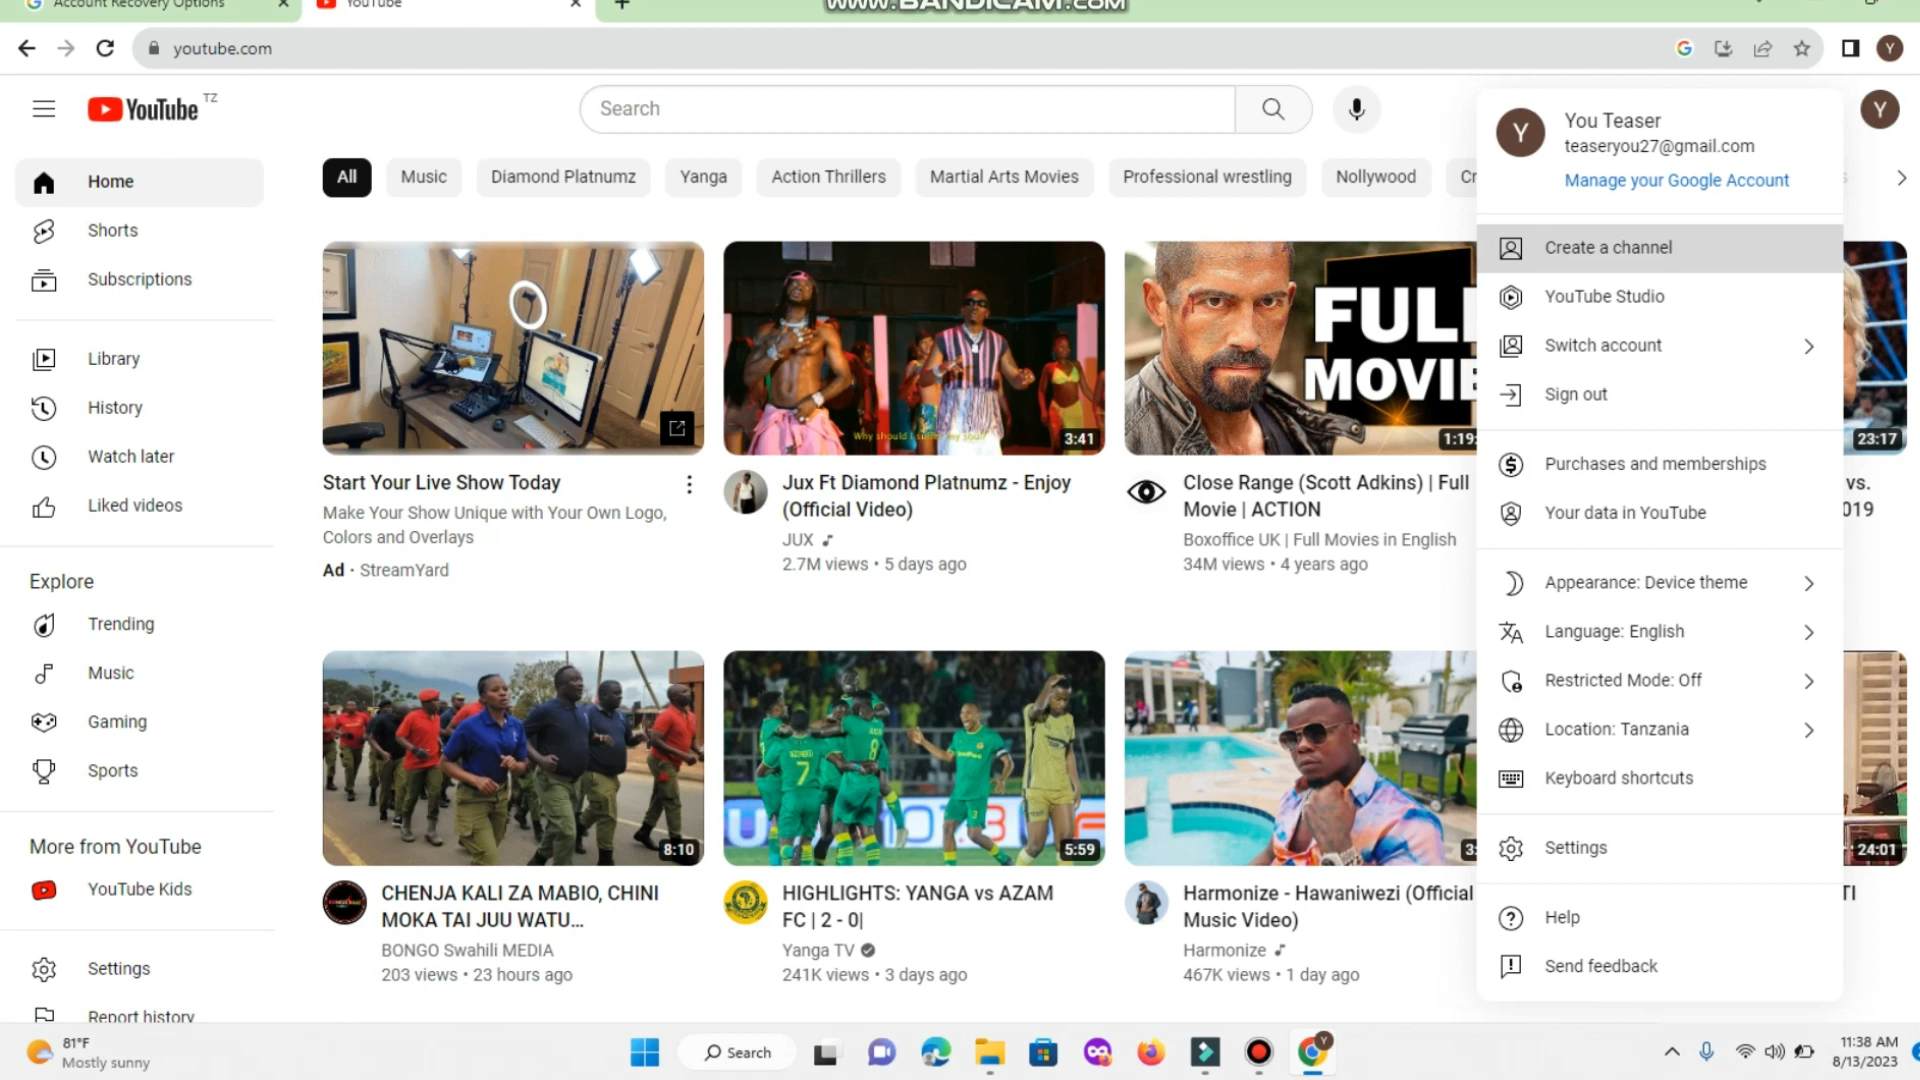 Account Recovery Options
YouTube
www.BANDICAM.com
youtube.com
Y
YouTube TZ
Search
Y
Home
Shorts
Subscriptions
Library
History
Watch later
Liked videos
Explore
Trending
Music
Gaming
Sports
More from YouTube
YouTube Kids
Settings
Report history
All
Music
Diamond Platnumz
Yanga
Action Thrillers
Martial Arts Movies
Professional wrestling
Nollywood
Start Your Live Show Today
Make Your Show Unique with Your Own Logo,
Colors and Overlays
Ad · StreamYard
Why should I suffer my soul
3:41
Jux Ft Diamond Platnumz - Enjoy
(Official Video)
JUX
2.7M views • 5 days ago
FULL
MOVIE
1:19:
Close Range (Scott Adkins) | Full
Movie | ACTION
Boxoffice UK | Full Movies in English
34M views • 4 years ago
23:17
vs.
019
8:10
CHENJA KALI ZA MABIO, CHINI
MOKA TAI JUU WATU...
BONGO Swahili MEDIA
203 views • 23 hours ago
7
8
5:59
HIGHLIGHTS: YANGA vs AZAM
FC | 2 - 0|
Yanga TV
241K views • 3 days ago
3:
Harmonize - Hawaniwezi (Official
Music Video)
Harmonize
467K views • 1 day ago
24:01
TI
Y
You Teaser
teaseryou27@gmail.com
Manage your Google Account
Create a channel
YouTube Studio
Switch account
Sign out
Purchases and memberships
Your data in YouTube
Appearance: Device theme
Language: English
Restricted Mode: Off
Location: Tanzania
Keyboard shortcuts
Settings
Help
Send feedback
81°F
Mostly sunny
Search
Y
11:38 AM
8/13/2023